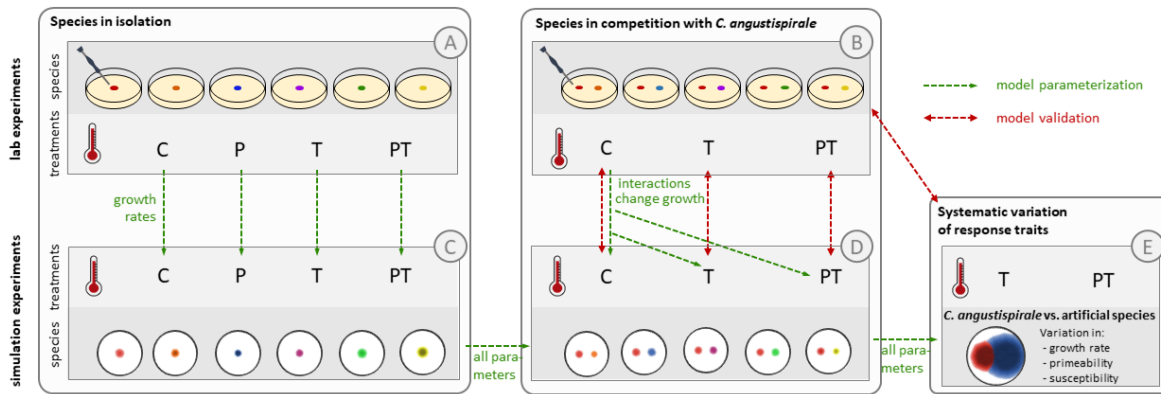 Species in isolation
A
lab experiments
species
treatments
C P T PT
growth
rates
simulation experiments
C
treatments
C P T PT
species
all para-
meters
Species in competition with C. angustispirale
B
C T PT
interactions
change growth
D
C T PT
all para-
meters
model parameterization
model validation
Systematic variation
of response traits
E
T PT
C. angustispirale vs. artificial species
Variation in:
- growth rate
- primeability
- susceptibility